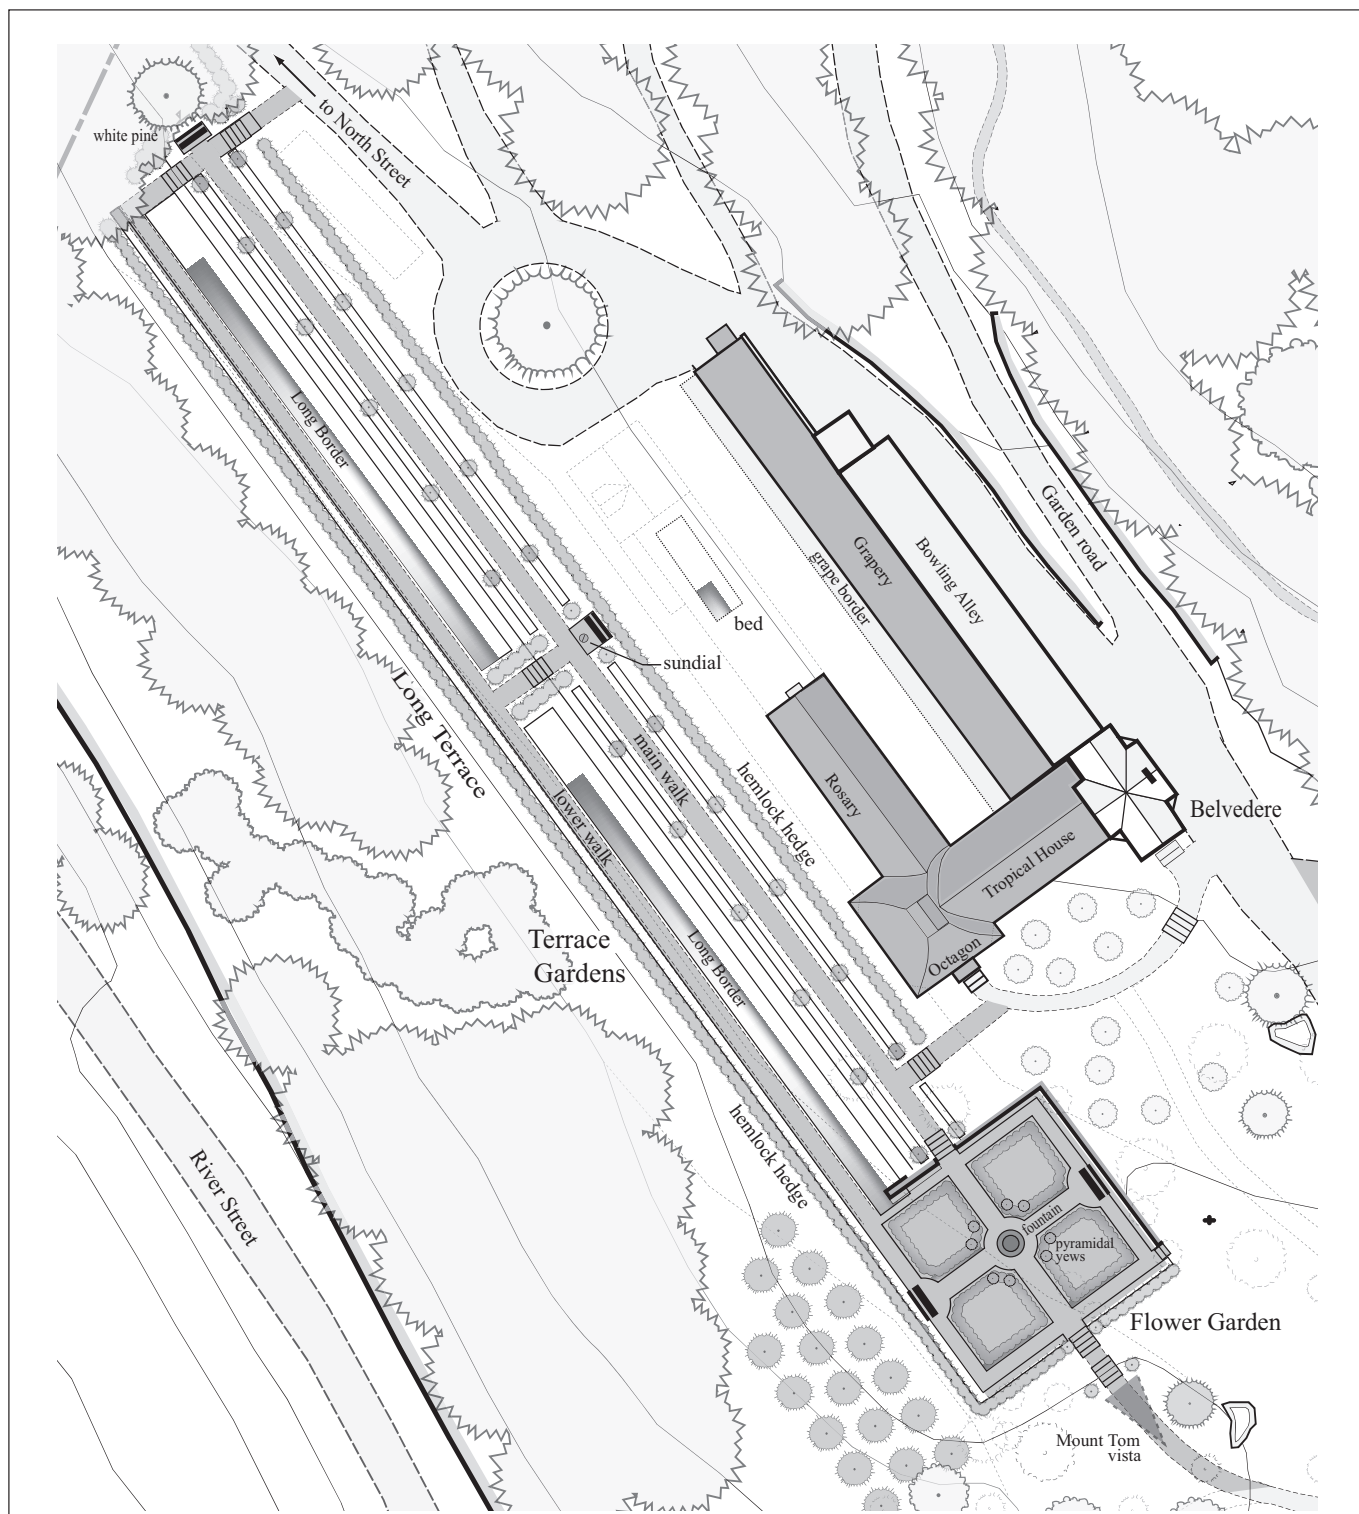 to North Street
white pine
Long Border
Garden road
Grapery
Bowling Alley
grape border
bed
sundial
Long Terrace
main walk
hemlock hedge
Rosary
Belvedere
lower walk
Tropical House
Terrace
Gardens
Long Border
Octagon
hemlock hedge
River Street
fountain
pyramidal
yews
Flower Garden
Mount Tom
vista